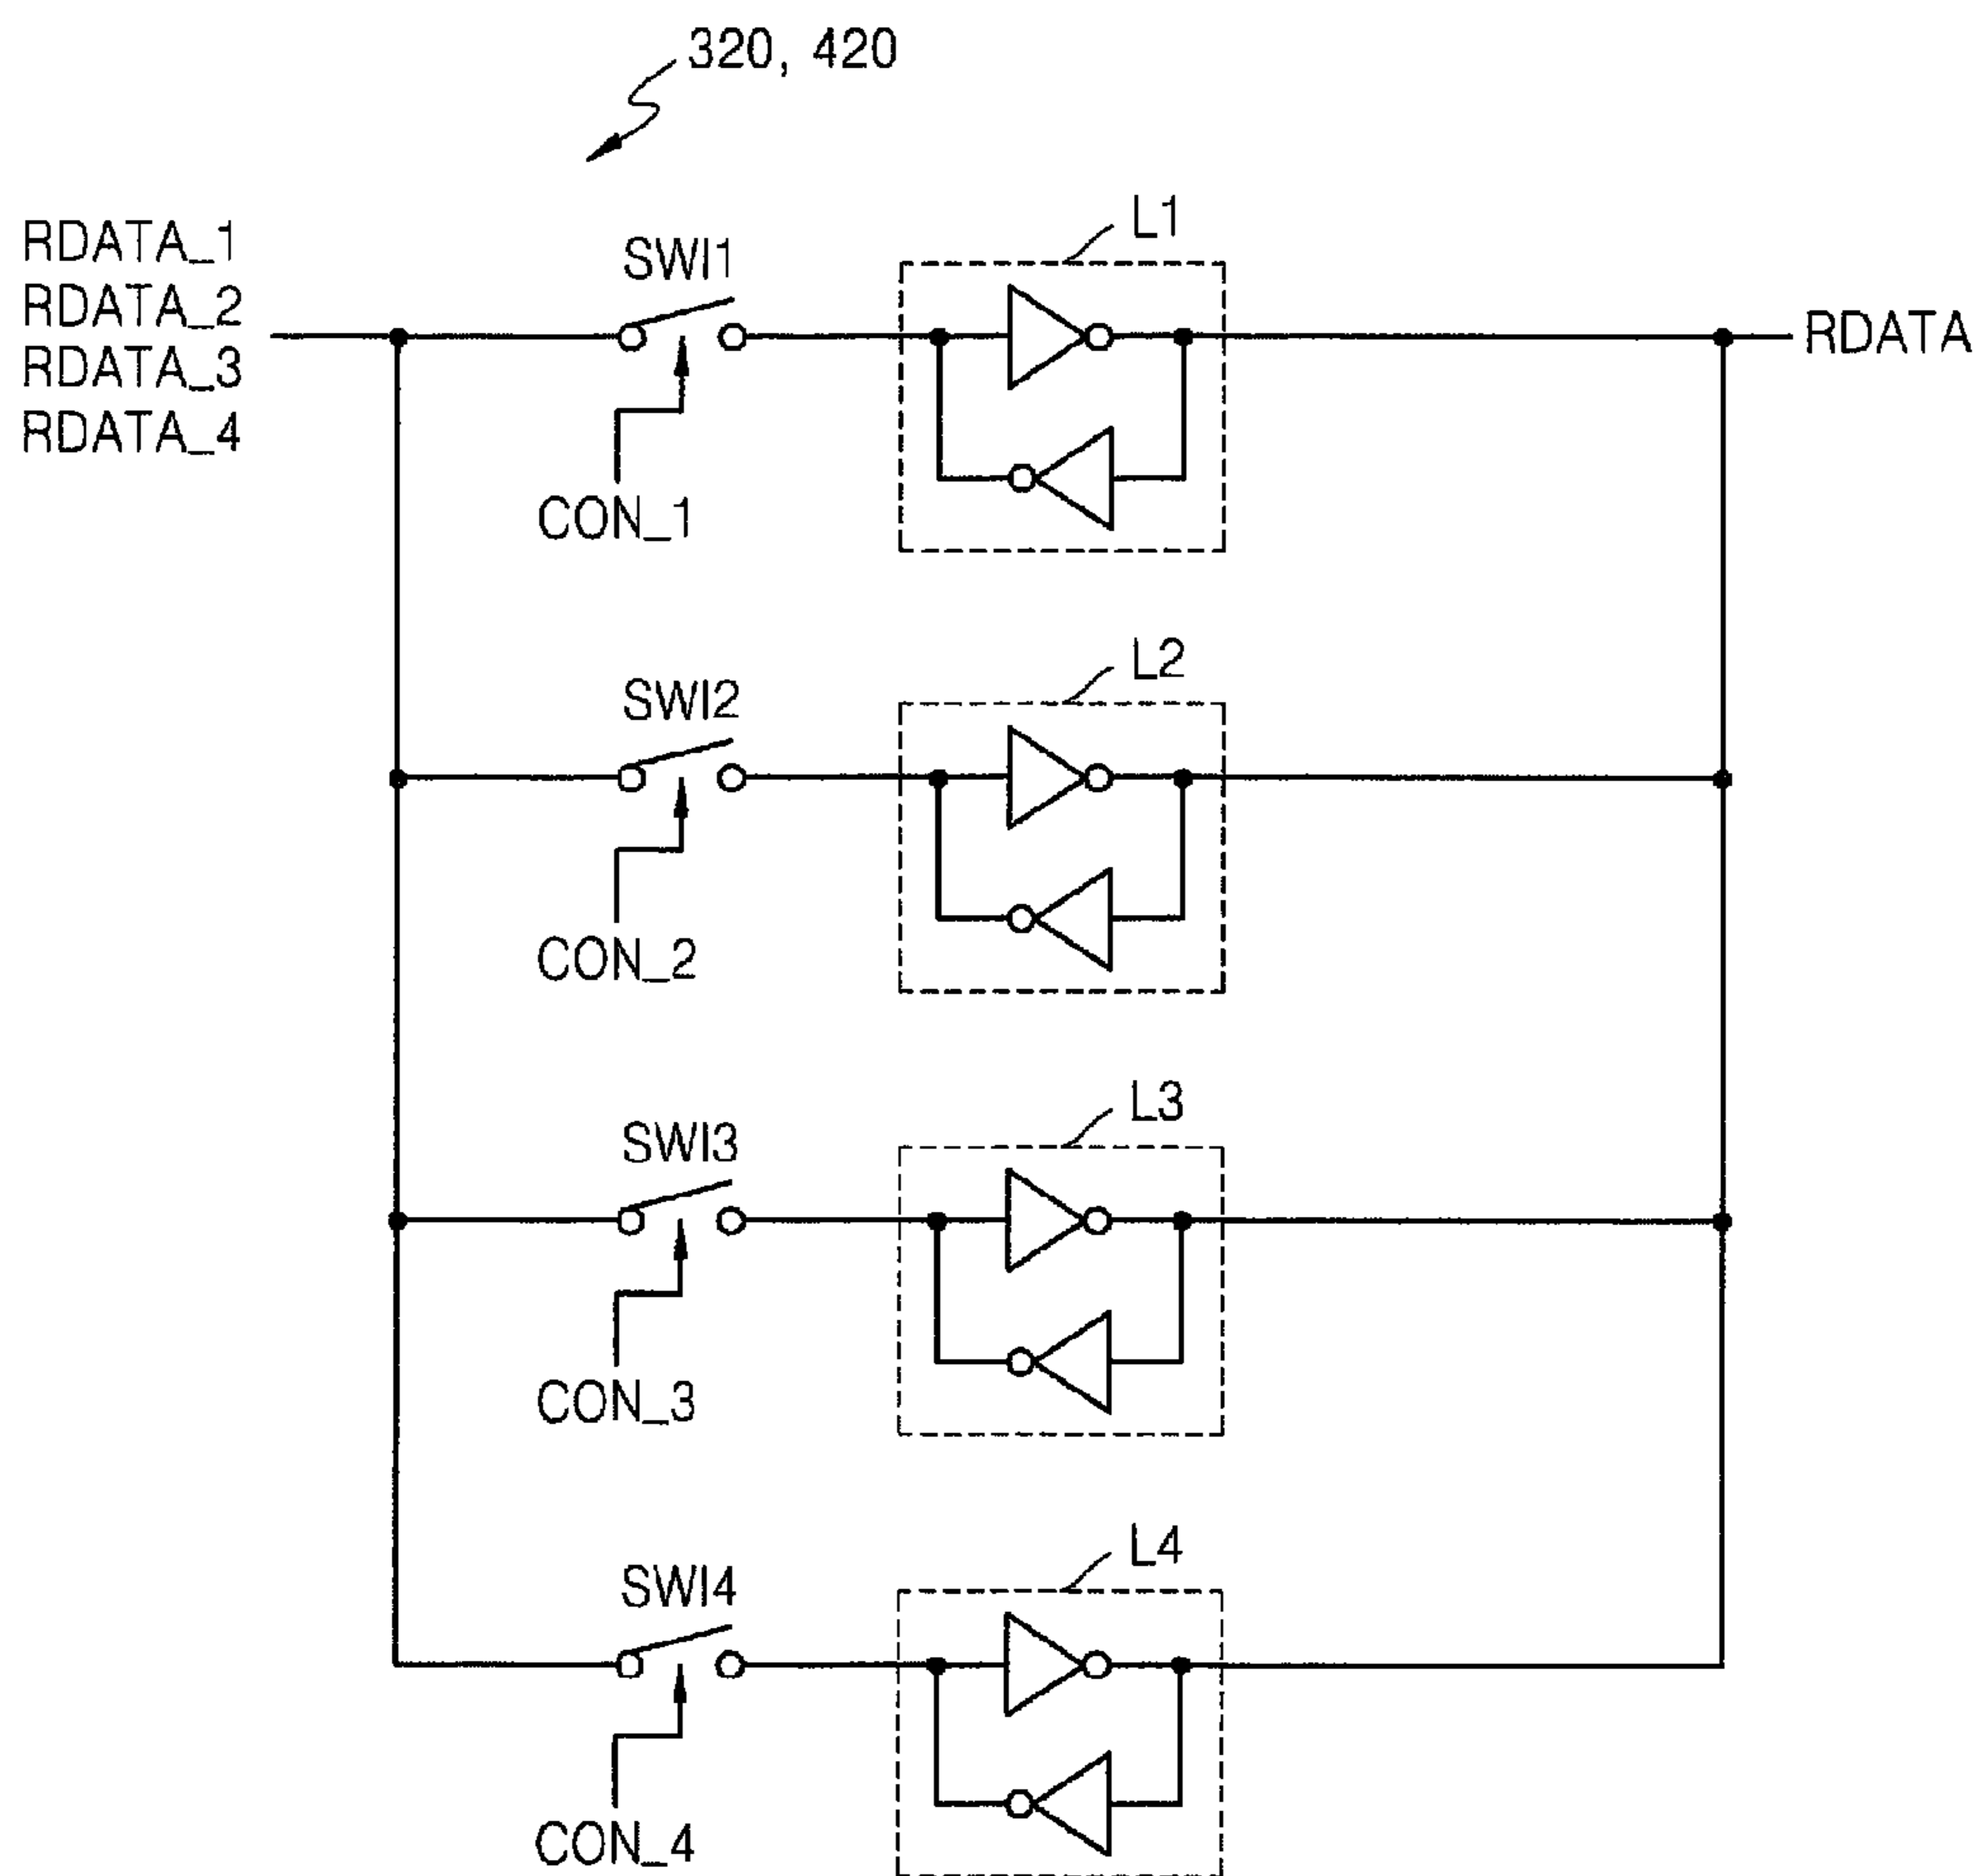 320, 420
RDATA_1
RDATA_2
RDATA_3
RDATA_4
SWI1
L1
RDATA
CON_1
SWI2
L2
CON_2
SWI3
L3
CON_3
SWI4
L4
CON_4